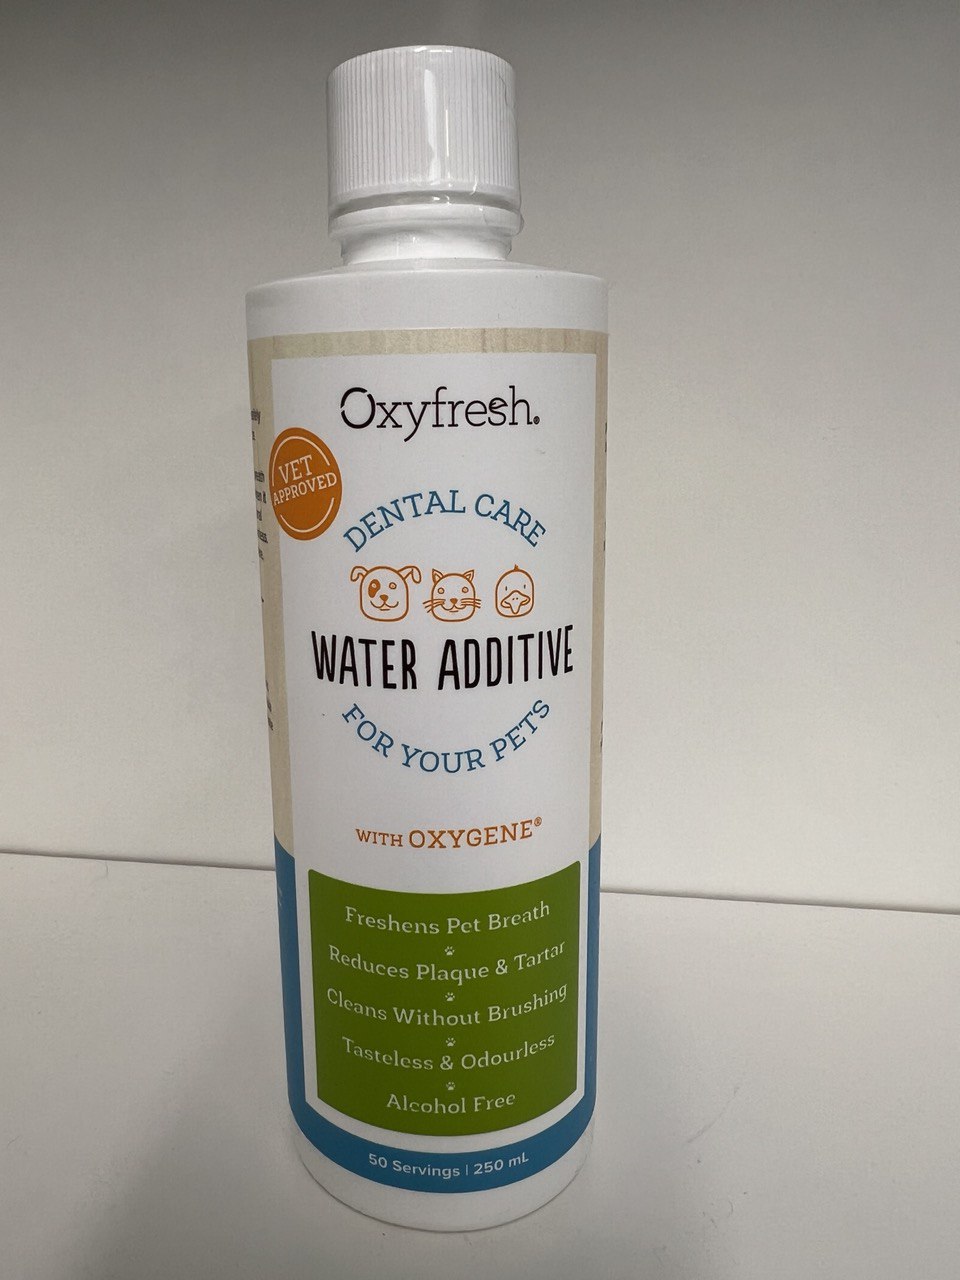 Oxyfresh®
VET
APPROVED
DENTAL CARE
WATER ADDITIVE
FOR YOUR PETS
WITH OXYGENE®
Freshens Pet Breath
Reduces Plaque & Tartar
Cleans Without Brushing
Tasteless & Odourless
Alcohol Free
50 Servings | 250 mL